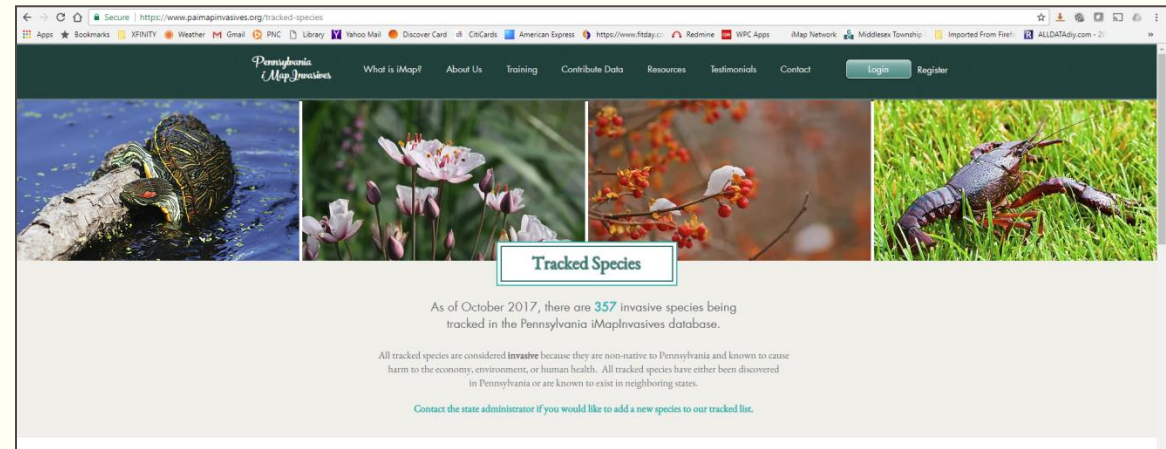 Secure | https://www.paimapinvasives.org/tracked-species
Apps Bookmarks XFINITY Weather Gmail PNC Library Yahoo Mail Discover Card CitiCards American Express https://www.fitday.co Redmine WPC Apps iMap Network Middlesex Township Imported From Firef ALLDATAdiy.com - 20 »
Pennsylvania
iMapInvasives
What is iMap? About Us Training Contribute Data Resources Testimonials Contact Login Register
Tracked Species
As of October 2017, there are 357 invasive species being
tracked in the Pennsylvania iMapInvasives database.
All tracked species are considered invasive because they are non-native to Pennsylvania and known to cause
harm to the economy, environment, or human health. All tracked species have either been discovered
in Pennsylvania or are known to exist in neighboring states.
Contact the state administrator if you would like to add a new species to our tracked list.